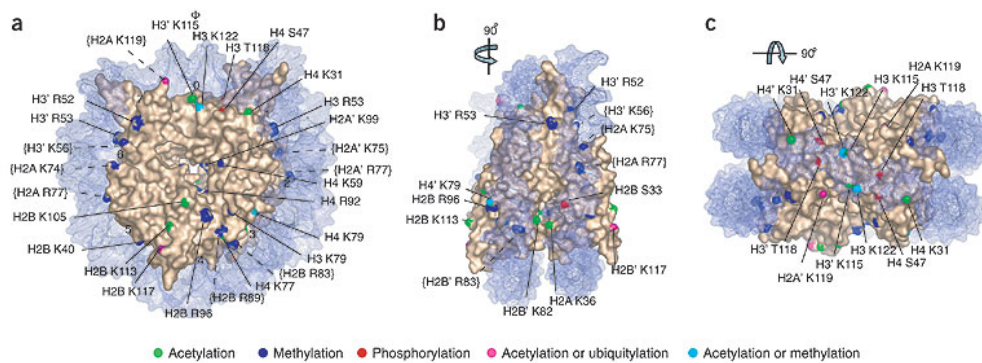 a
Φ
H3' K115
H3 K122
H3 T118
H4 S47
{H2A K119}
H4 K31
H3' R52
H3' R53
{H3' K56}
{H2A K74}
{H2A R77}
H2B K105
H2B K40
H2B K113
H2B K117
H2B R96
{H2B R89}
H4 K77
{H2B R83}
H3 K79
H4 K79
H4 R92
H4 K59
{H2A' R77}
{H2A' K75}
H2A' K99
H3 R53
0
6
5
4
3
2
b
90°
H3' R52
H3' R53
{H3' K56}
{H2A K75}
{H2A R77}
H4' K79
H2B R96
H2B S33
H2B K113
{H2B' R83}
H2B' K117
H2A K36
H2B' K82
c
90°
H4' K31
H4' S47
H3' K122
H3 K115
H2A K119
H3 T118
H3' T118
H2A' K119
H3' K115
H3 K122
H4 S47
H4 K31
Acetylation
Methylation
Phosphorylation
Acetylation or ubiquitylation
Acetylation or methylation